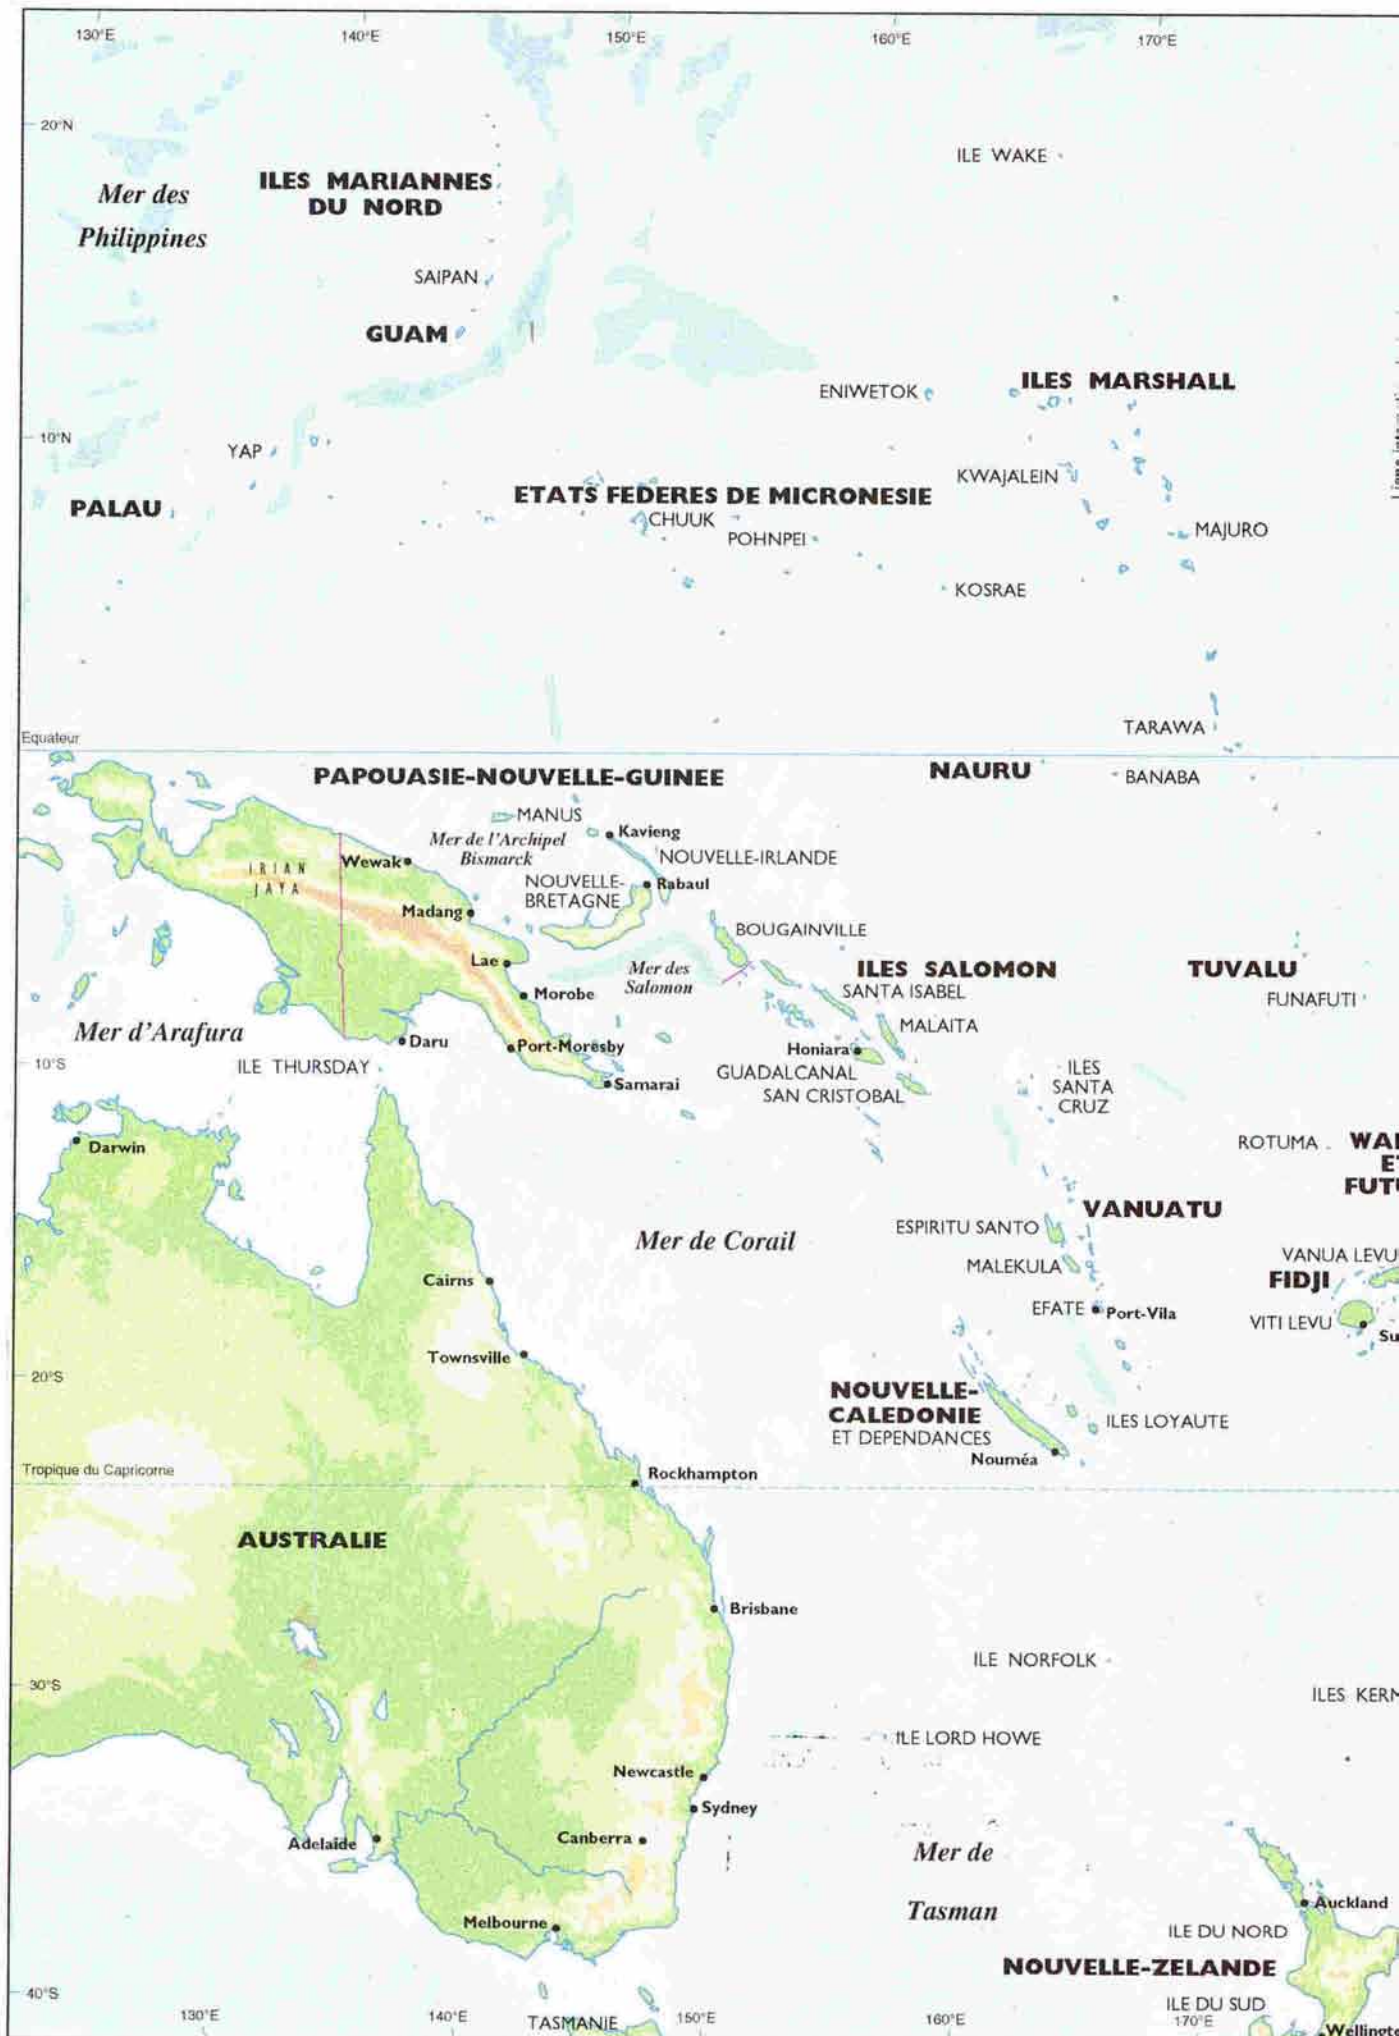 130°E
140°E
150°E
160°E
170°E
20°N
ILE WAKE
ILES MARIANNES
DU NORD
Mer des
Philippines
SAIPAN
GUAM
ENIWETOK
ILES MARSHALL
10°N
YAP
KWAJALEIN
PALAU
ETATS FEDERES DE MICRONESIE
CHUUK
POHNPEI
MAJURO
KOSRAE
TARAWA
Equateur
PAPOUASIE-NOUVELLE-GUINEE
NAURU
BANABA
MANUS
Kavieng
Mer de l'Archipel
Bismarck
NOUVELLE-IRLANDE
IRIAN
JAYA
Wewak
NOUVELLE-
BRETAGNE
Rabaul
Madang
BOUGAINVILLE
Lae
Mer des
Salomon
ILES SALOMON
TUVALU
SANTA ISABEL
FUNAFUTI
Morobe
MALAITA
Mer d'Arafura
Daru
Port-Moresby
Honiara
10°S
ILE THURSDAY
GUADALCANAL
ILES
SANTA
CRUZ
Samarai
SAN CRISTOBAL
Darwin
ROTUMA
ESPIRITU SANTO
VANUATU
Mer de Corail
MALEKULA
VANUA LEVU
FIDJI
Cairns
EFATE
Port-Vila
VITI LEVU
Townsville
20°S
NOUVELLE-
CALEDONIE
ET DEPENDANCES
ILES LOYAUTE
Nouméa
Tropique du Capricorne
Rockhampton
AUSTRALIE
Brisbane
ILE NORFOLK
30°S
ILES KERM
ILE LORD HOWE
Newcastle
Sydney
Adelaïde
Canberra
Mer de
Tasman
Auckland
Melbourne
ILE DU NORD
NOUVELLE-ZELANDE
40°S
ILE DU SUD
130°E
140°E
TASMANIE
150°E
160°E
170°E
Wellingt